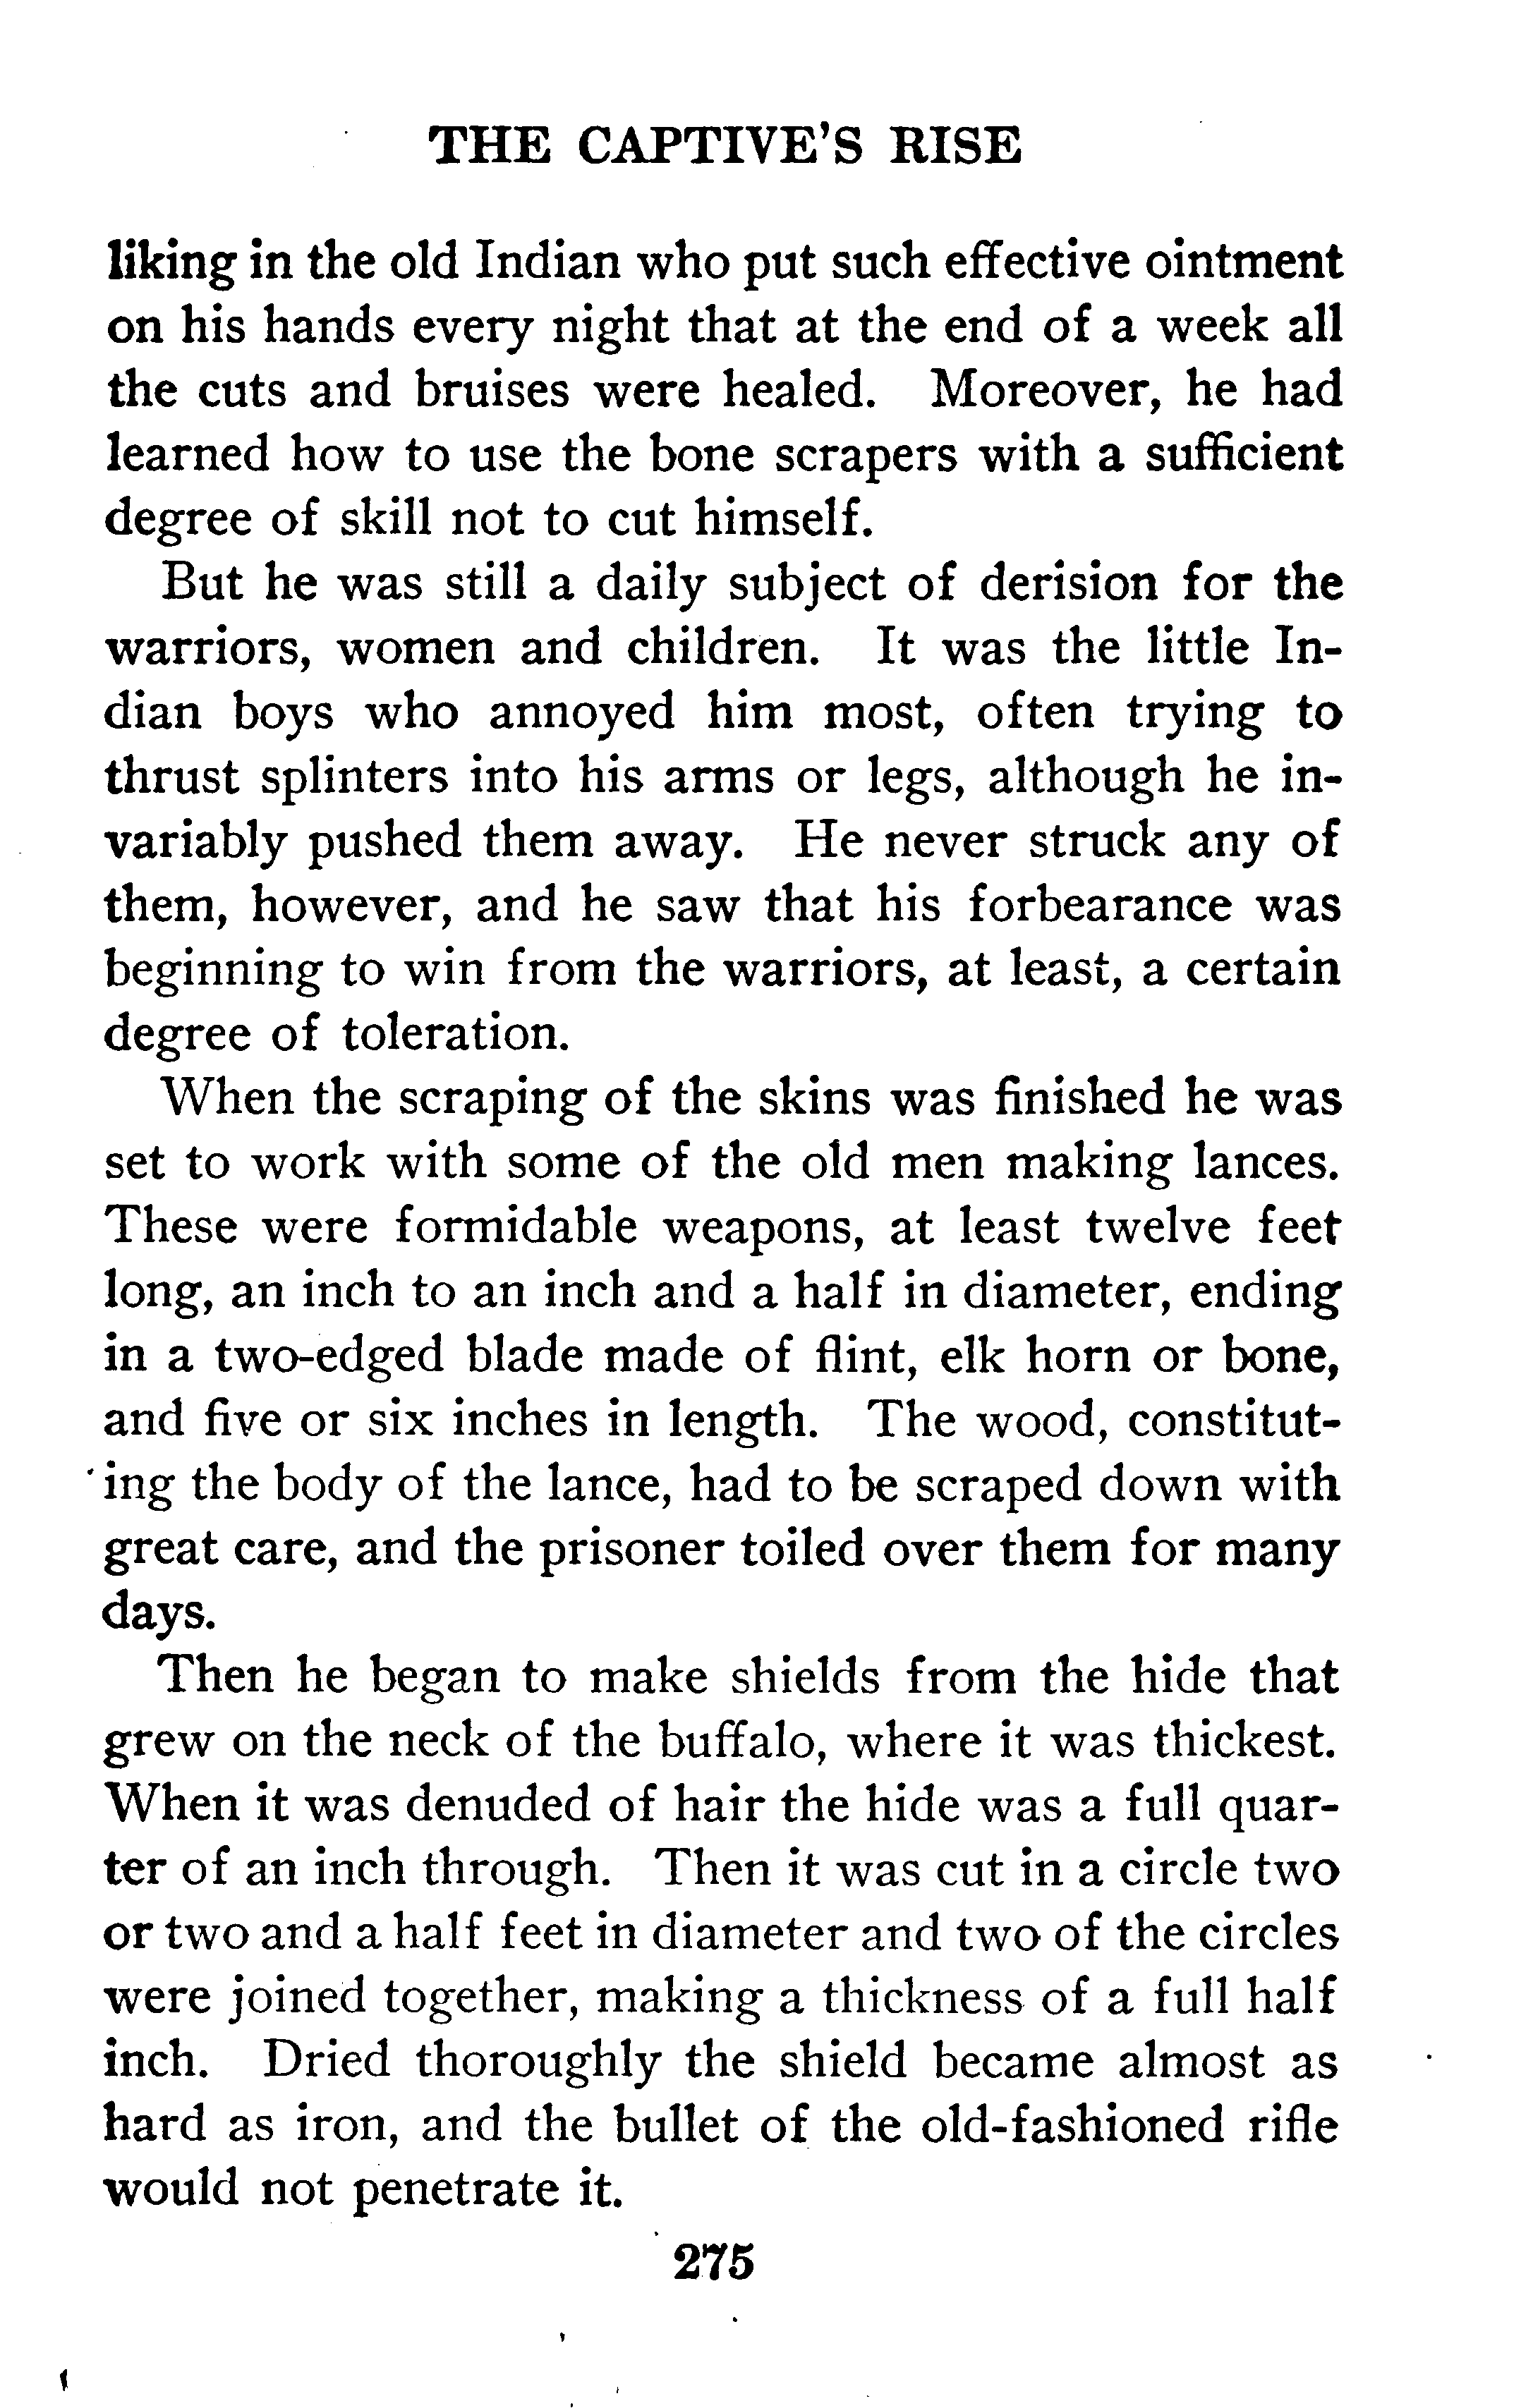 THE CAPTIVE'S RISE
liking in the old Indian who put such effective ointment
on his hands every night that at the end of a week all
the cuts and bruises were healed. Moreover, he had
learned how to use the bone scrapers with a sufficient
degree of skill not to cut himself.
But he was still a daily subject of derision for the
warriors, women and children. It was the little In-
dian boys who annoyed him most, often trying to
thrust splinters into his arms or legs, although he in-
variably pushed them away. He never struck any of
them, however, and he saw that his forbearance was
beginning to win from the warriors, at least, a certain
degree of toleration.
When the scraping of the skins was finished he was
set to work with some of the old men making lances.
These were formidable weapons, at least twelve feet
long, an inch to an inch and a half in diameter, ending
in a two-edged blade made of flint, elk horn or bone,
and five or six inches in length. The wood, constitut-
ing the body of the lance, had to be scraped down with
great care, and the prisoner toiled over them for many
days.
Then he began to make shields from the hide that
grew on the neck of the buffalo, where it was thickest.
When it was denuded of hair the hide was a full quar-
ter of an inch through. Then it was cut in a circle two
or two and a half feet in diameter and two of the circles
were joined together, making a thickness of a full half
inch. Dried thoroughly the shield became almost as
hard as iron, and the bullet of the old-fashioned rifle
would not penetrate it.
275